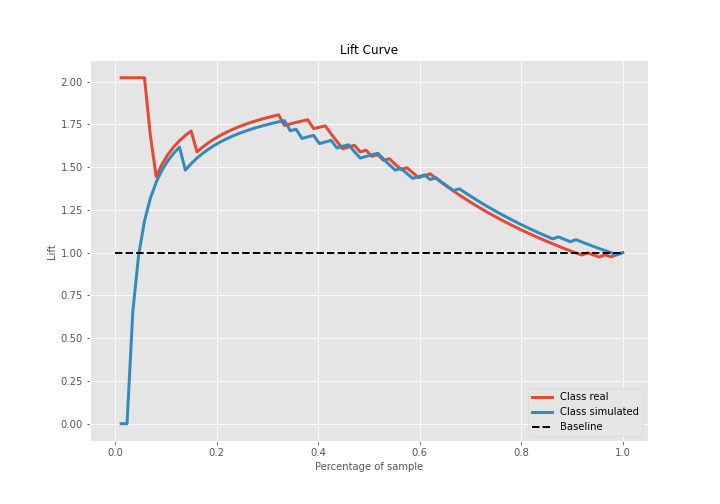 Lift Curve
Lift
2.00
1.75
1.50
1.25
1.00
0.75
0.50
0.25
0.00
0.0 0.2 0.4 0.6 0.8 1.0
Percentage of sample
Class real
Class simulated
Baseline